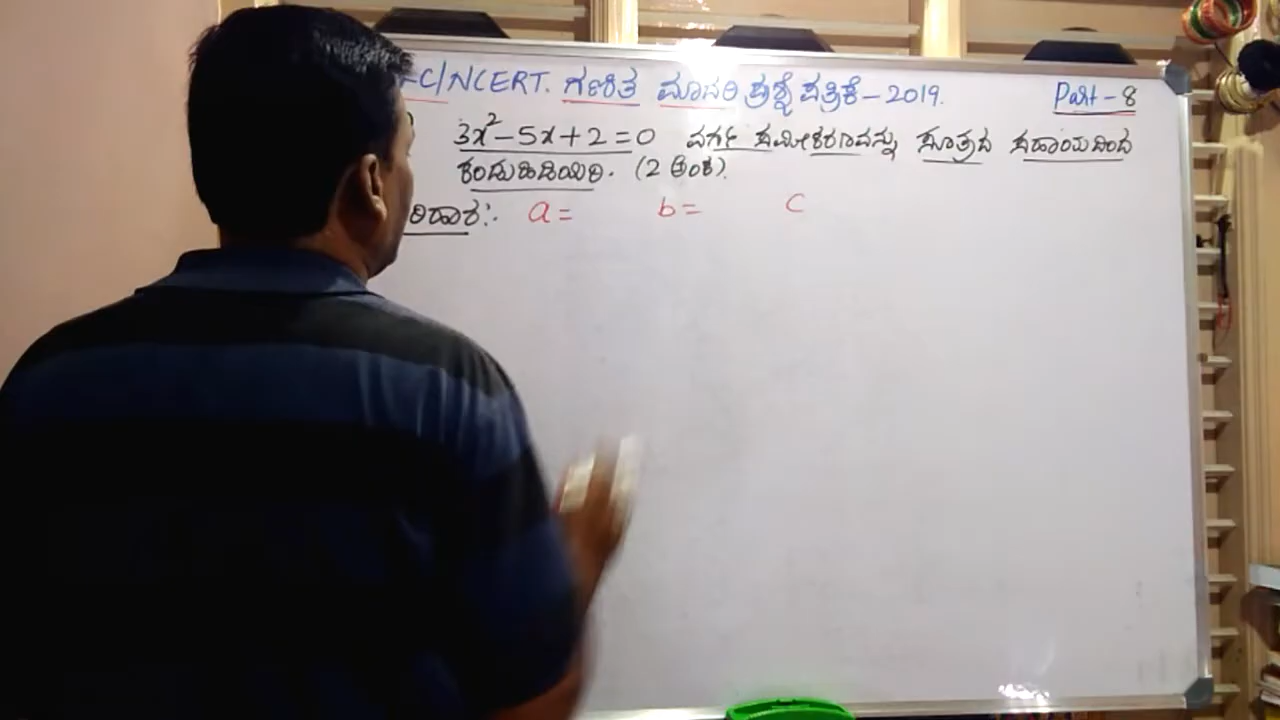 C/NCERT. ಗಣಿತ ಮಾದರಿ ಪ್ರಶ್ನೆ ಪತ್ರಿಕೆ - 2019.
Part - 8
3x² - 5x + 2 = 0 ವರ್ಗ ಸಮೀಕರಣವನ್ನು ಸೂತ್ರದ ಸಹಾಯದಿಂದ
ಕಂಡುಹಿಡಿಯಿರಿ. (2 ಅಂಕ).
ರಿಹಾರ:- a = b = c